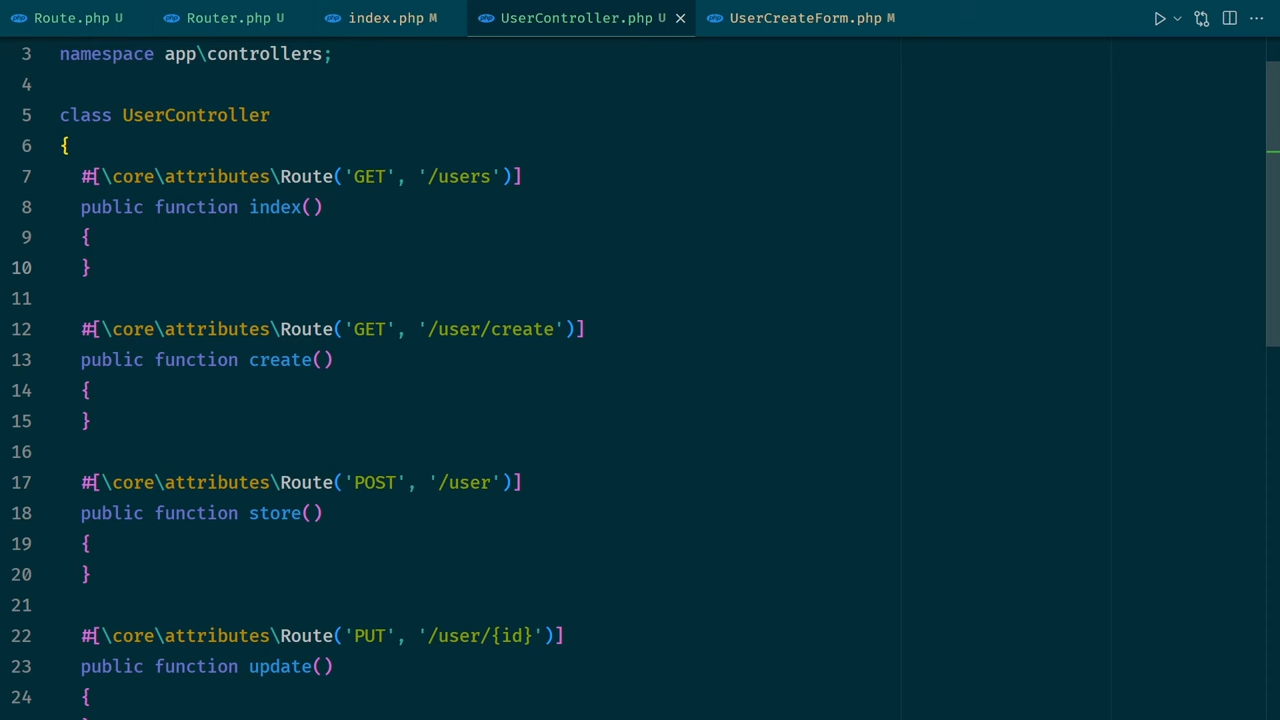 Route.php U Router.php U index.php M UserController.php U UserCreateForm.php M
3 namespace app\controllers;
4
5 class UserController
6 {
7 #[\core\attributes\Route('GET', '/users')]
8 public function index()
9 {
10 }
11
12 #[\core\attributes\Route('GET', '/user/create')]
13 public function create()
14 {
15 }
16
17 #[\core\attributes\Route('POST', '/user')]
18 public function store()
19 {
20 }
21
22 #[\core\attributes\Route('PUT', '/user/{id}')]
23 public function update()
24 {